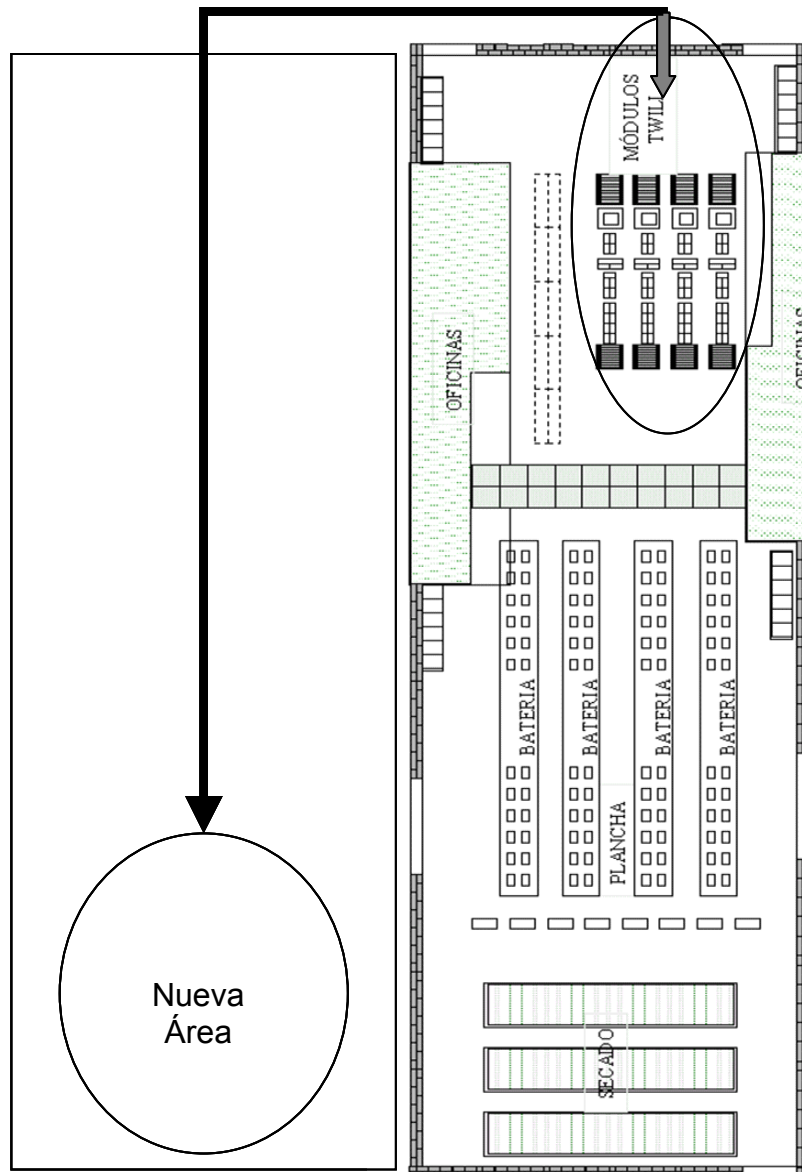 MÓDULOS
TWILL
OFICINAS
OFICINAS
BATERIA
BATERIA
BATERIA
BATERIA
PLANCHA
Nueva
Área
SECADO